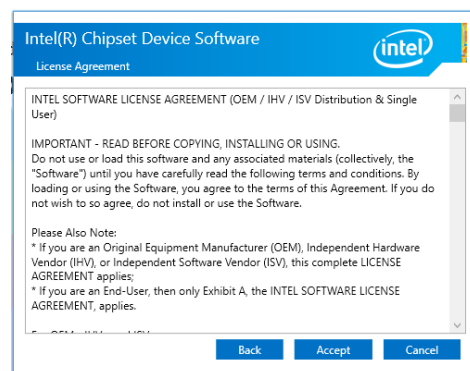 Intel(R) Chipset Device Software
intel
License Agreement
INTEL SOFTWARE LICENSE AGREEMENT (OEM / IHV / ISV Distribution & Single
User)
IMPORTANT - READ BEFORE COPYING, INSTALLING OR USING.
Do not use or load this software and any associated materials (collectively, the
"Software") until you have carefully read the following terms and conditions. By
loading or using the Software, you agree to the terms of this Agreement. If you do
not wish to so agree, do not install or use the Software.
Please Also Note:
* If you are an Original Equipment Manufacturer (OEM), Independent Hardware
Vendor (IHV), or Independent Software Vendor (ISV), this complete LICENSE
AGREEMENT applies;
* If you are an End-User, then only Exhibit A, the INTEL SOFTWARE LICENSE
AGREEMENT, applies.
Back Accept Cancel